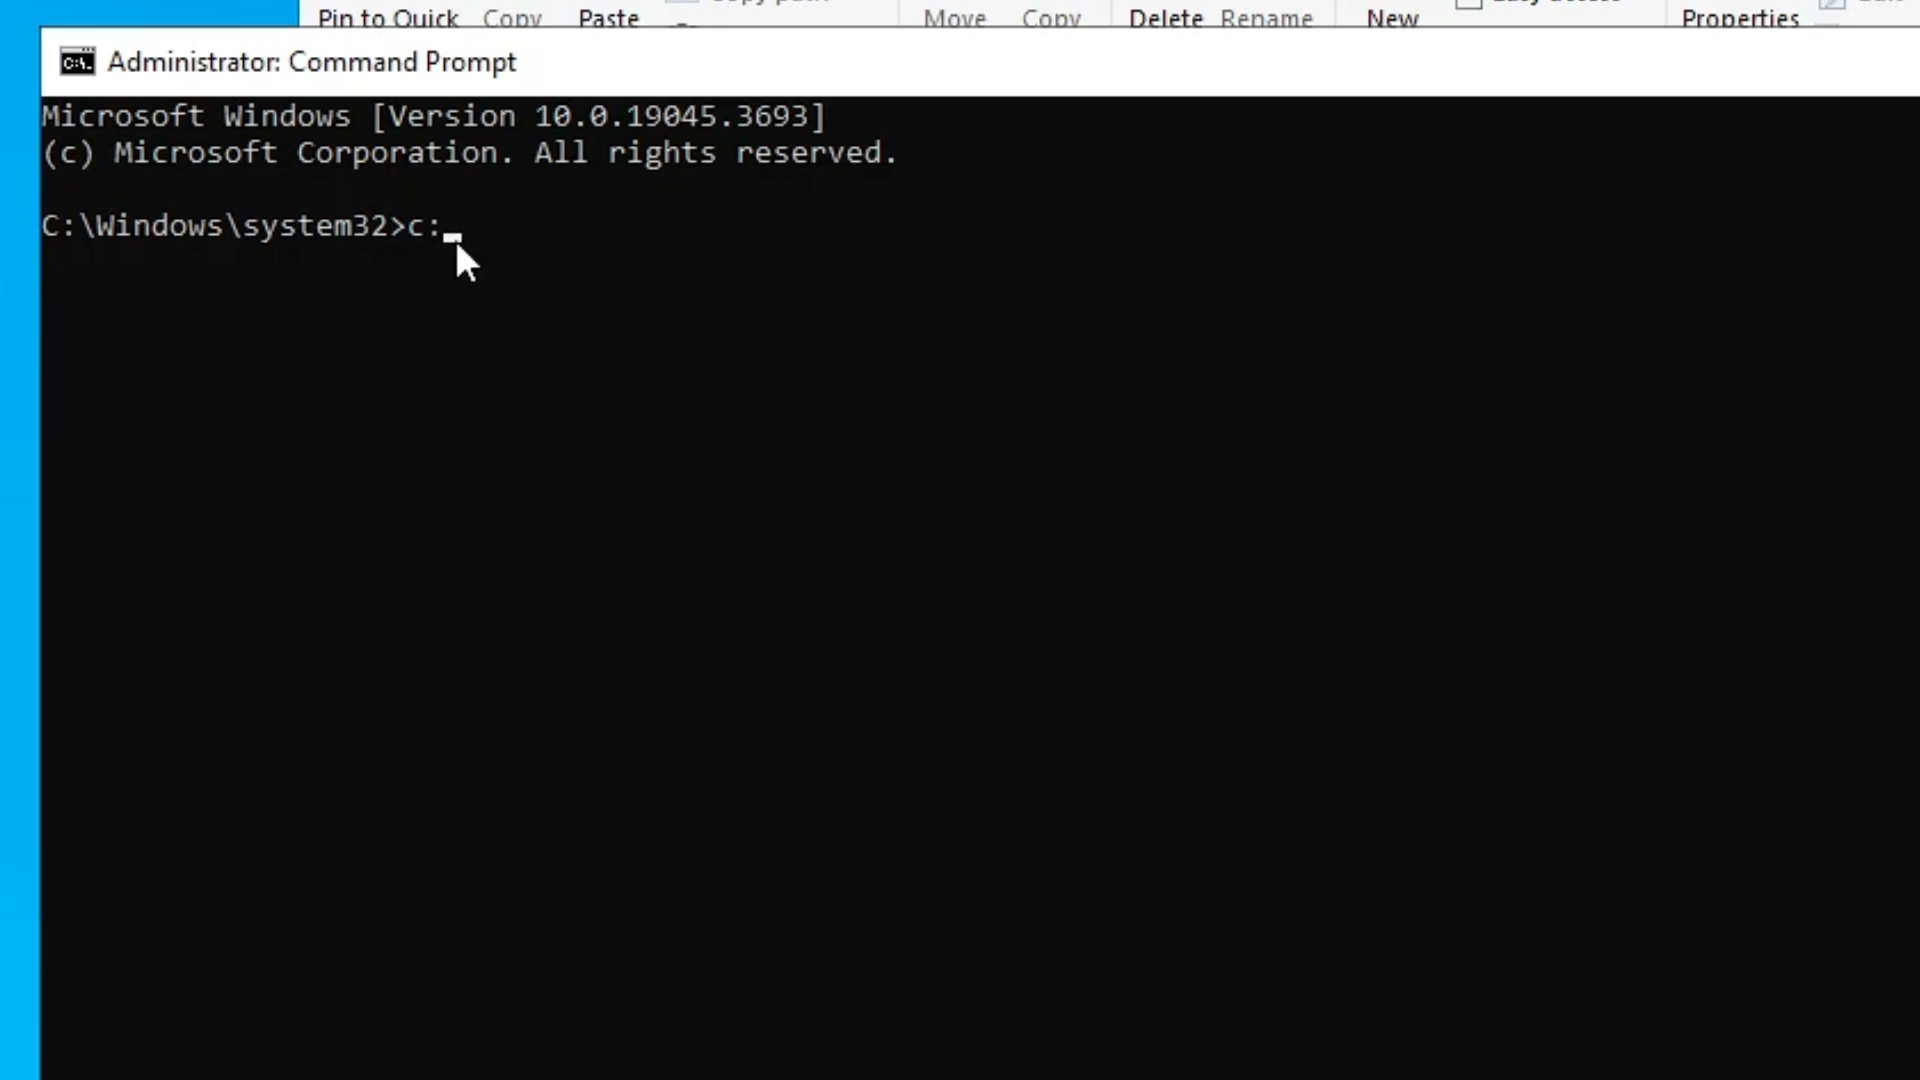 Pin to Quick Copy Paste Move Copy Delete Rename New Properties
Administrator: Command Prompt
Microsoft Windows [Version 10.0.19045.3693]
(c) Microsoft Corporation. All rights reserved.
C:\Windows\system32>c: